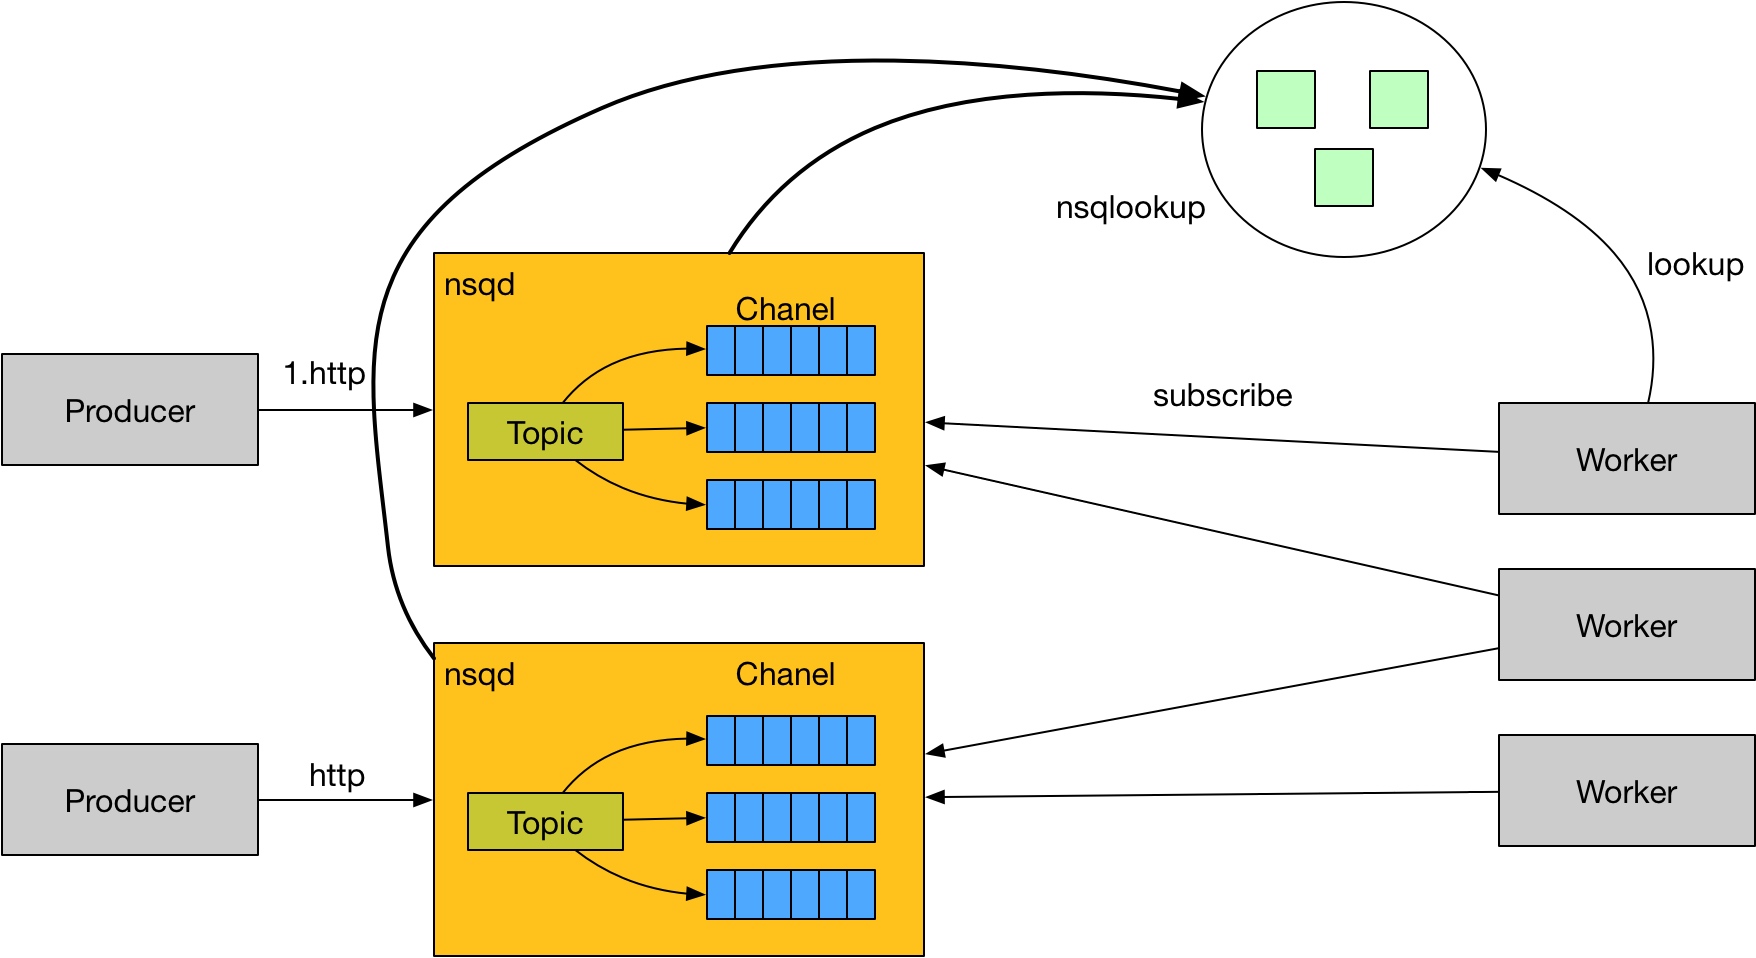 nsqlookup
lookup
nsqd
Chanel
1.http
Producer
Topic
subscribe
Worker
Worker
nsqd
Chanel
http
Producer
Topic
Worker